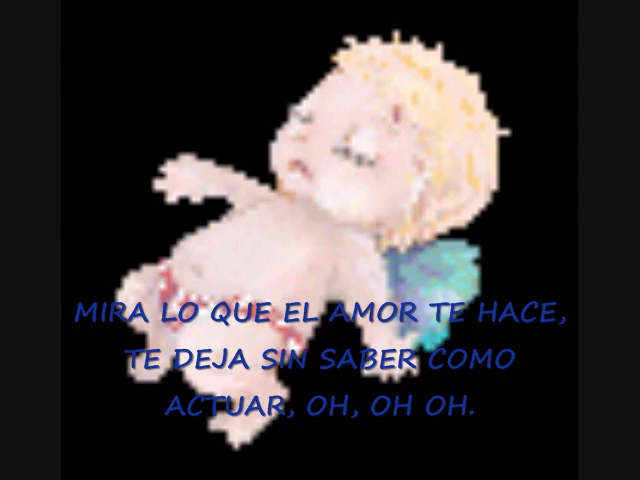 MIRA LO QUE EL AMOR TE HACE,
TE DEJA SIN SABER COMO
ACTUAR, OH, OH OH.